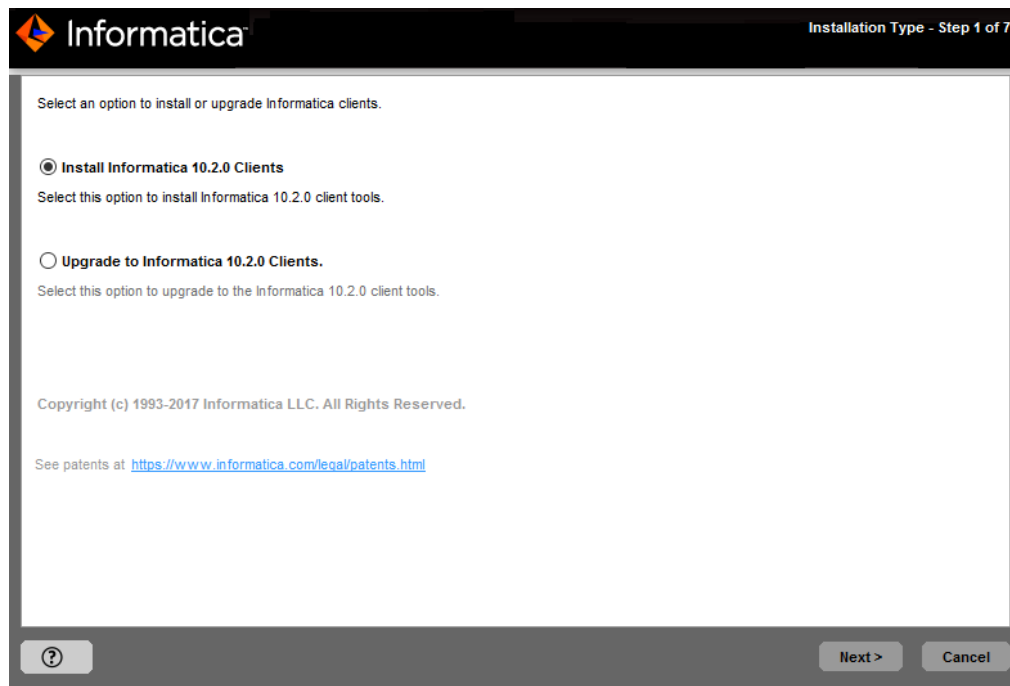 Informatica
Installation Type - Step 1 of 7
Select an option to install or upgrade Informatica clients.
Install Informatica 10.2.0 Clients
Select this option to install Informatica 10.2.0 client tools.
Upgrade to Informatica 10.2.0 Clients.
Select this option to upgrade to the Informatica 10.2.0 client tools.
Copyright (c) 1993-2017 Informatica LLC. All Rights Reserved.
See patents at https://www.informatica.com/legal/patents.html
?
Next >
Cancel